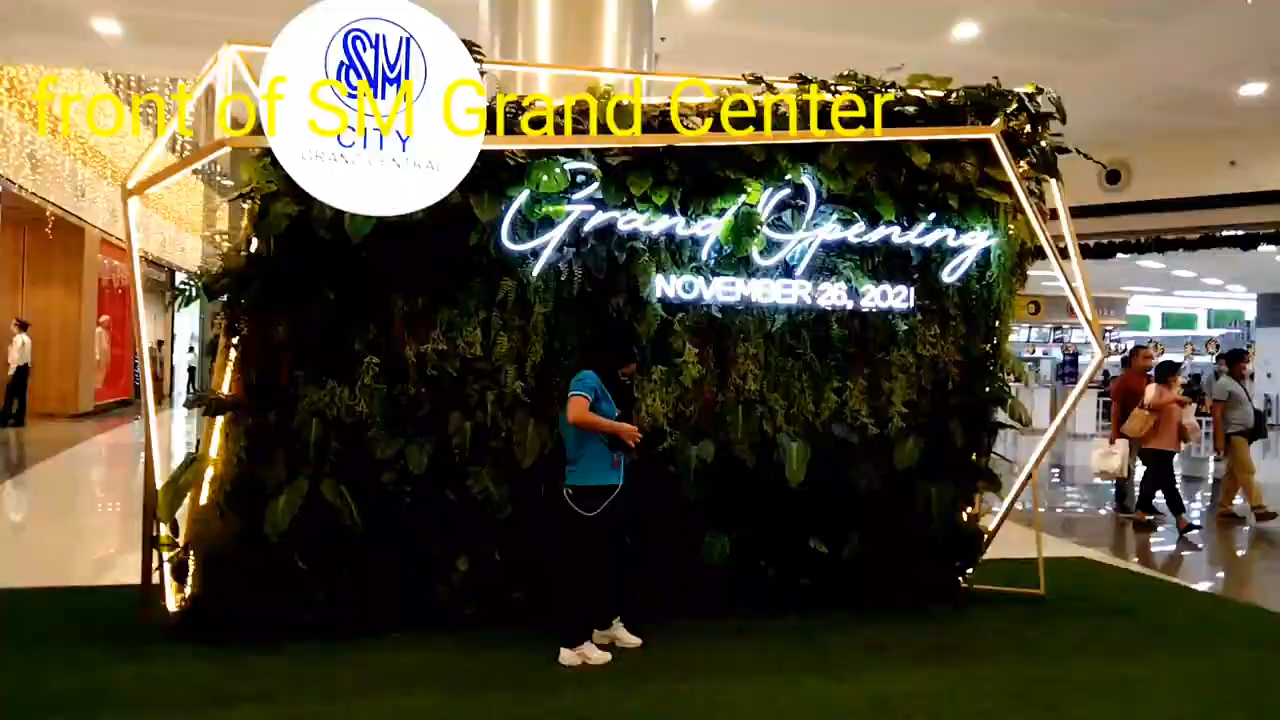 SM
front of SM Grand Center
CITY
GRAND CENTRAL
Grand Opening
NOVEMBER 26, 2021